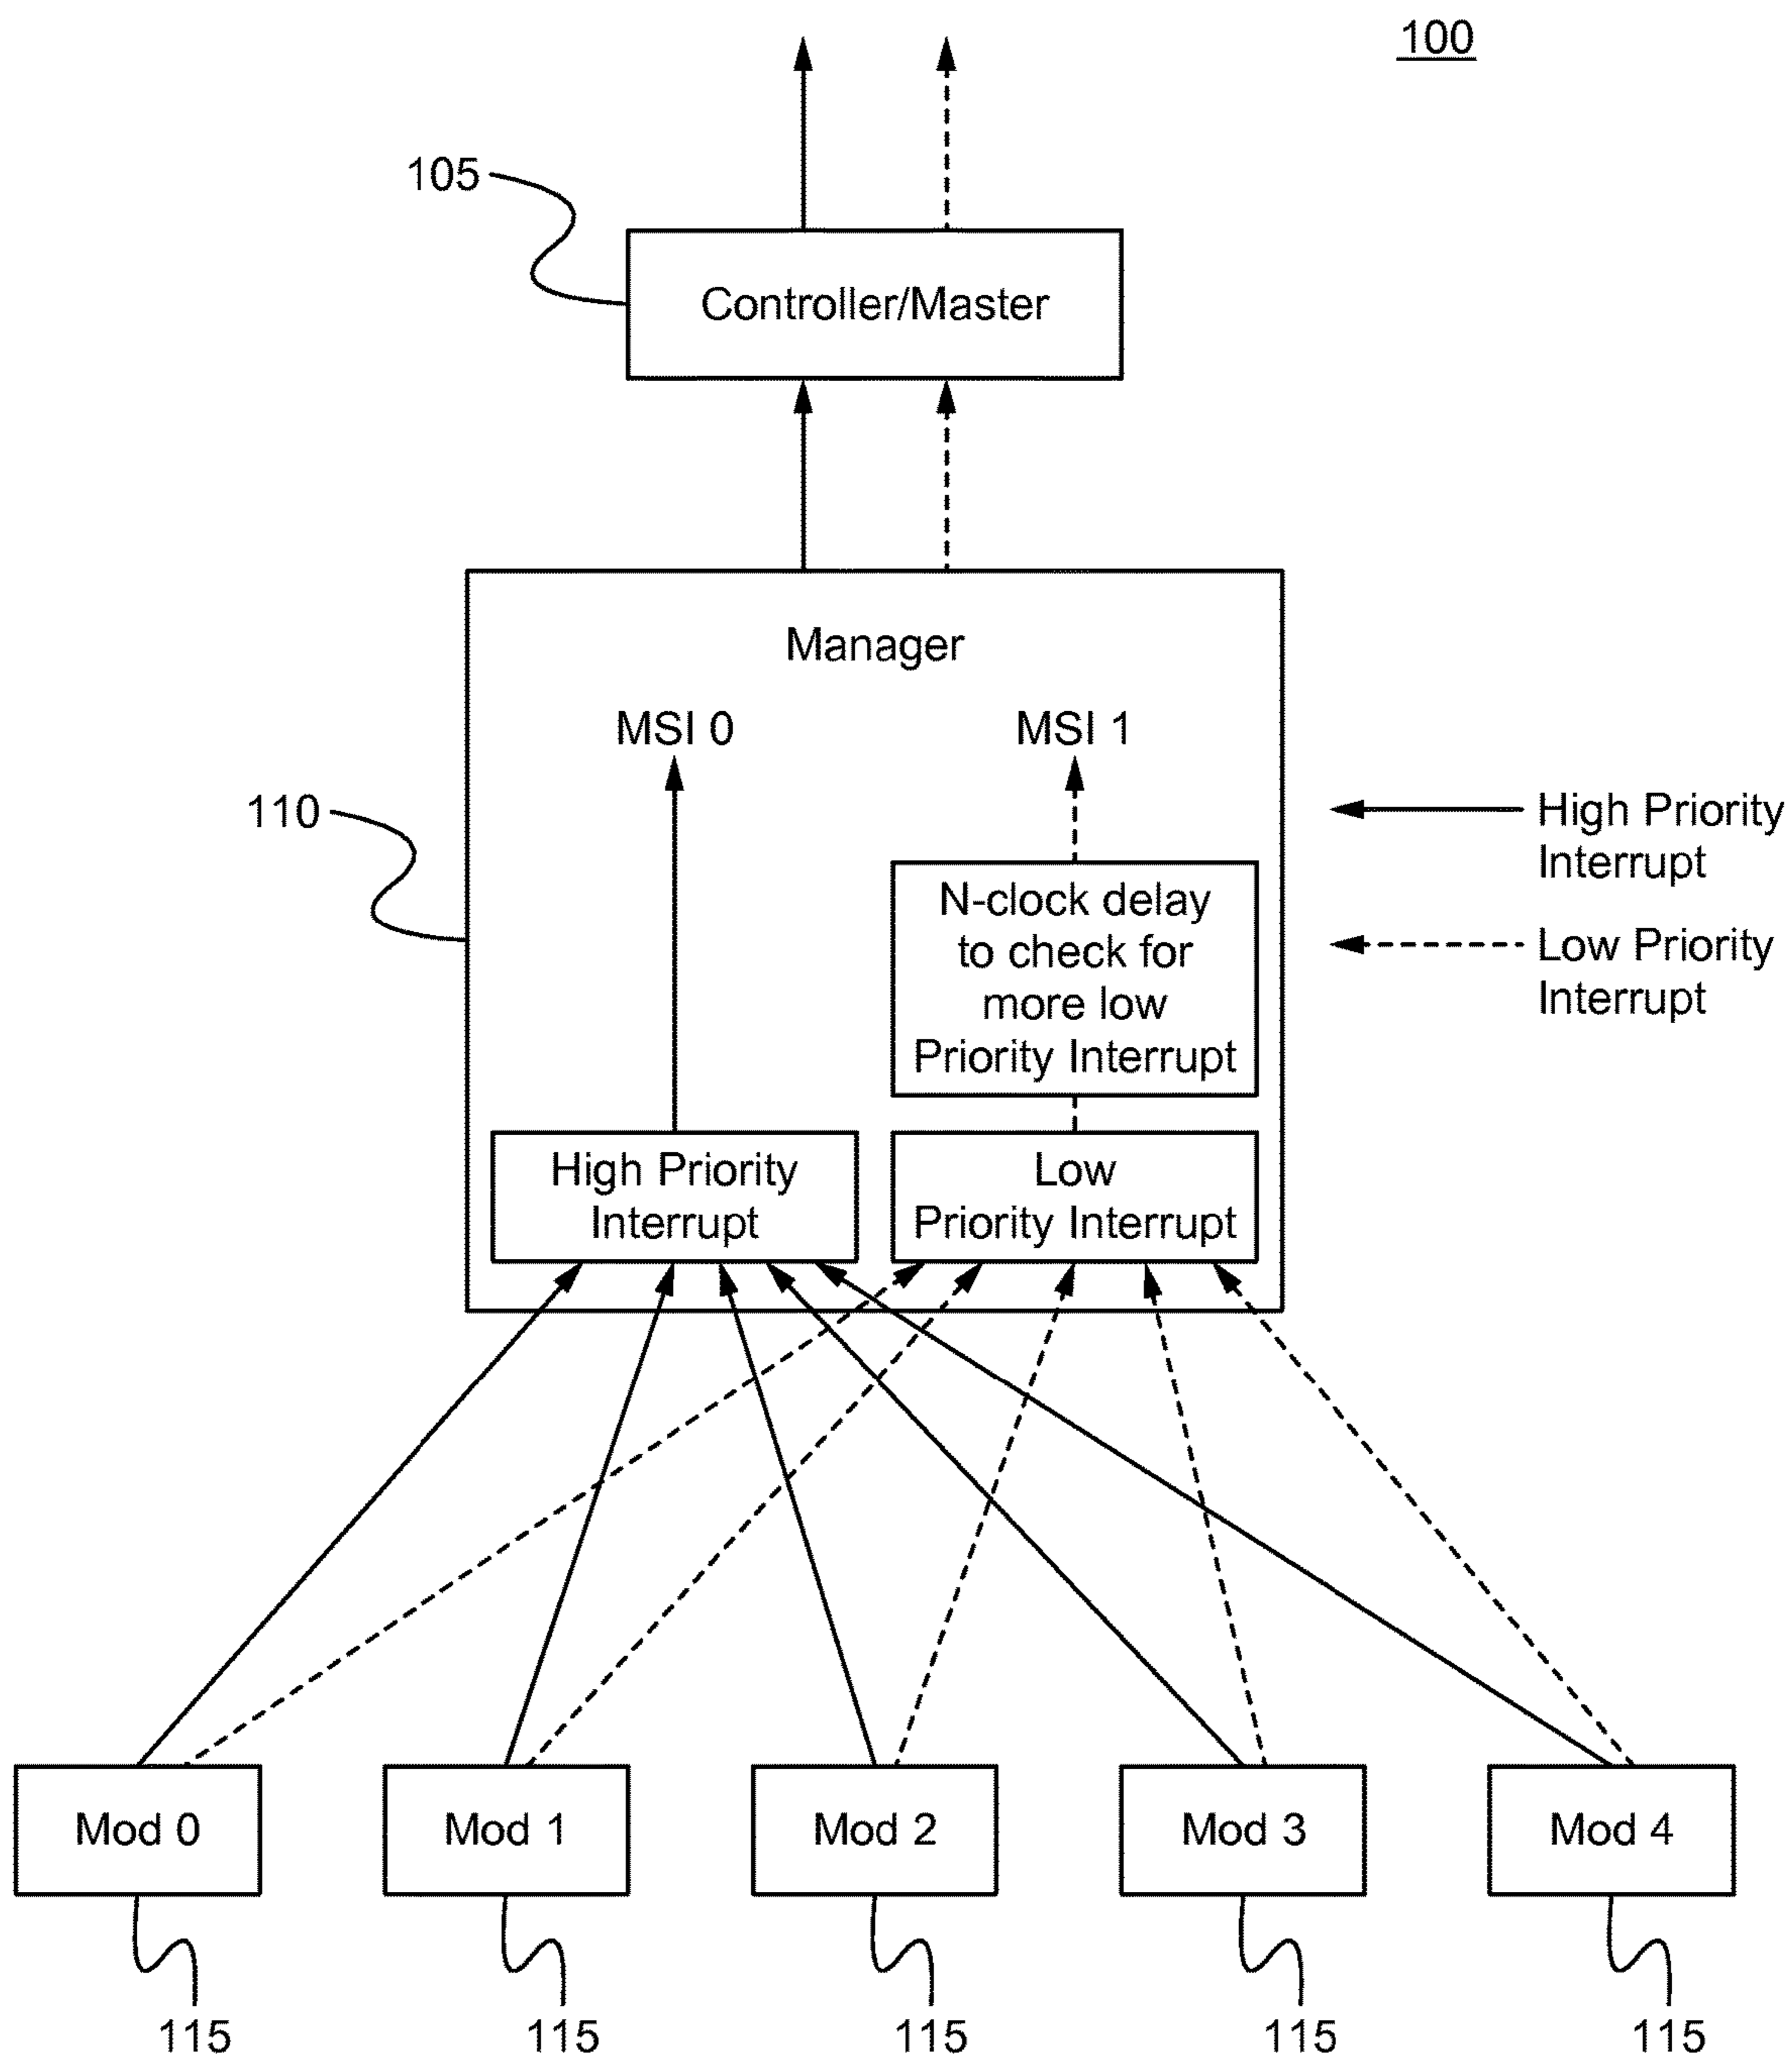 100
105
Controller/Master
Manager
MSI 0
MSI 1
110
High Priority
Interrupt
N-clock delay
to check for
more low
Priority Interrupt
Low Priority
Interrupt
High Priority
Interrupt
Low
Priority Interrupt
Mod 0
Mod 1
Mod 2
Mod 3
Mod 4
115
115
115
115
115